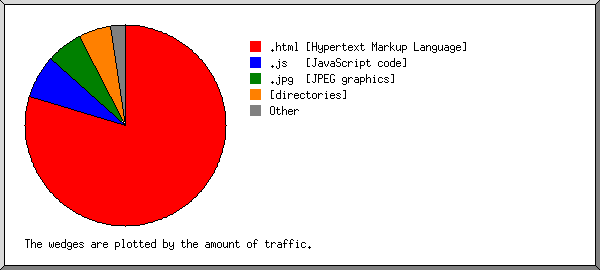 .html [Hypertext Markup Language]
.js   [JavaScript code]
.jpg  [JPEG graphics]
[directories]
Other
The wedges are plotted by the amount of traffic.